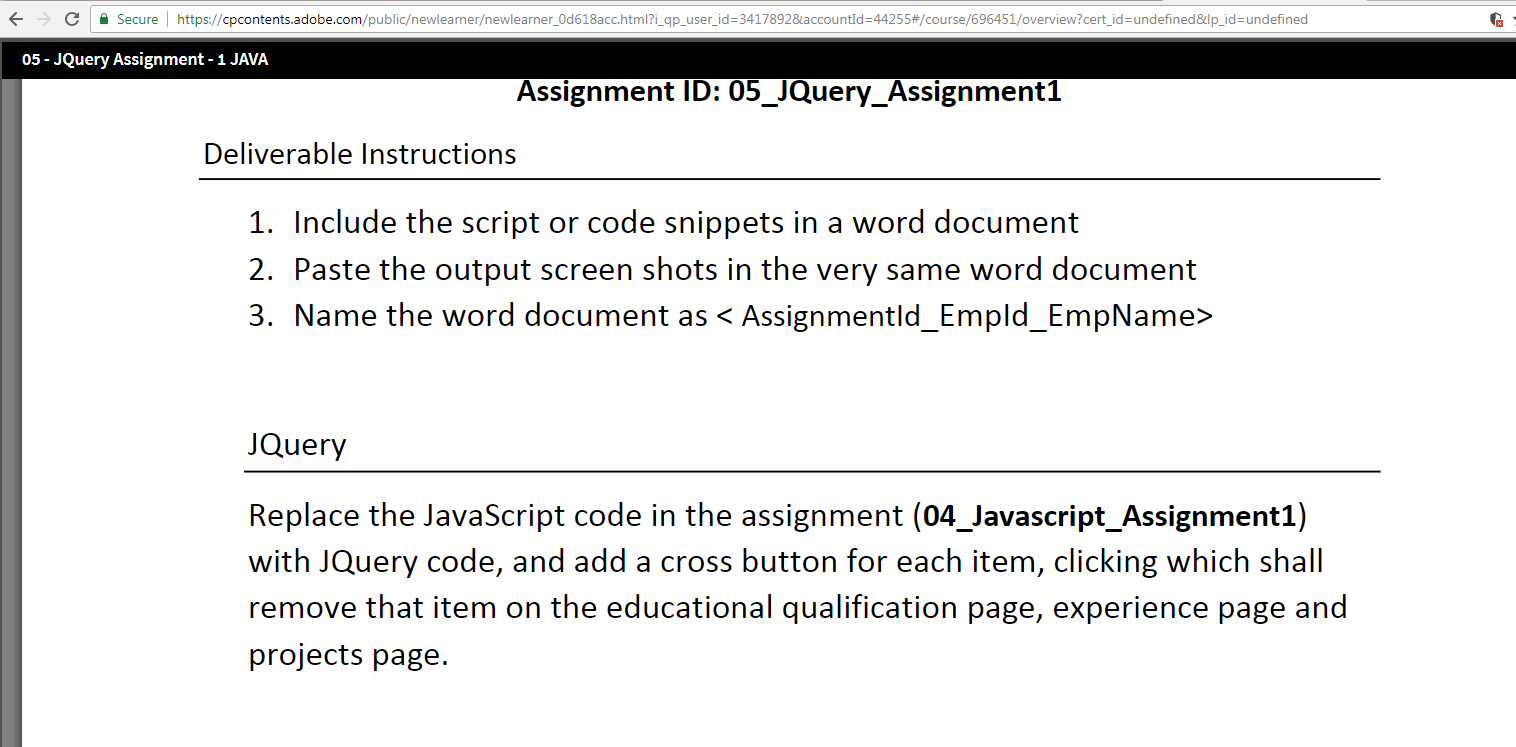 Secure https://cpcontents.adobe.com/public/newlearner/newlearner_0d618acc.html?i_qp_user_id=3417892&accountId=44255#/course/696451/overview?cert_id=undefined&lp_id=undefined
05 - JQuery Assignment - 1 JAVA
Assignment ID: 05_JQuery_Assignment1
Deliverable Instructions
1. Include the script or code snippets in a word document
2. Paste the output screen shots in the very same word document
3. Name the word document as < AssignmentId_EmpId_EmpName>
JQuery
Replace the JavaScript code in the assignment (04_Javascript_Assignment1)
with JQuery code, and add a cross button for each item, clicking which shall
remove that item on the educational qualification page, experience page and
projects page.